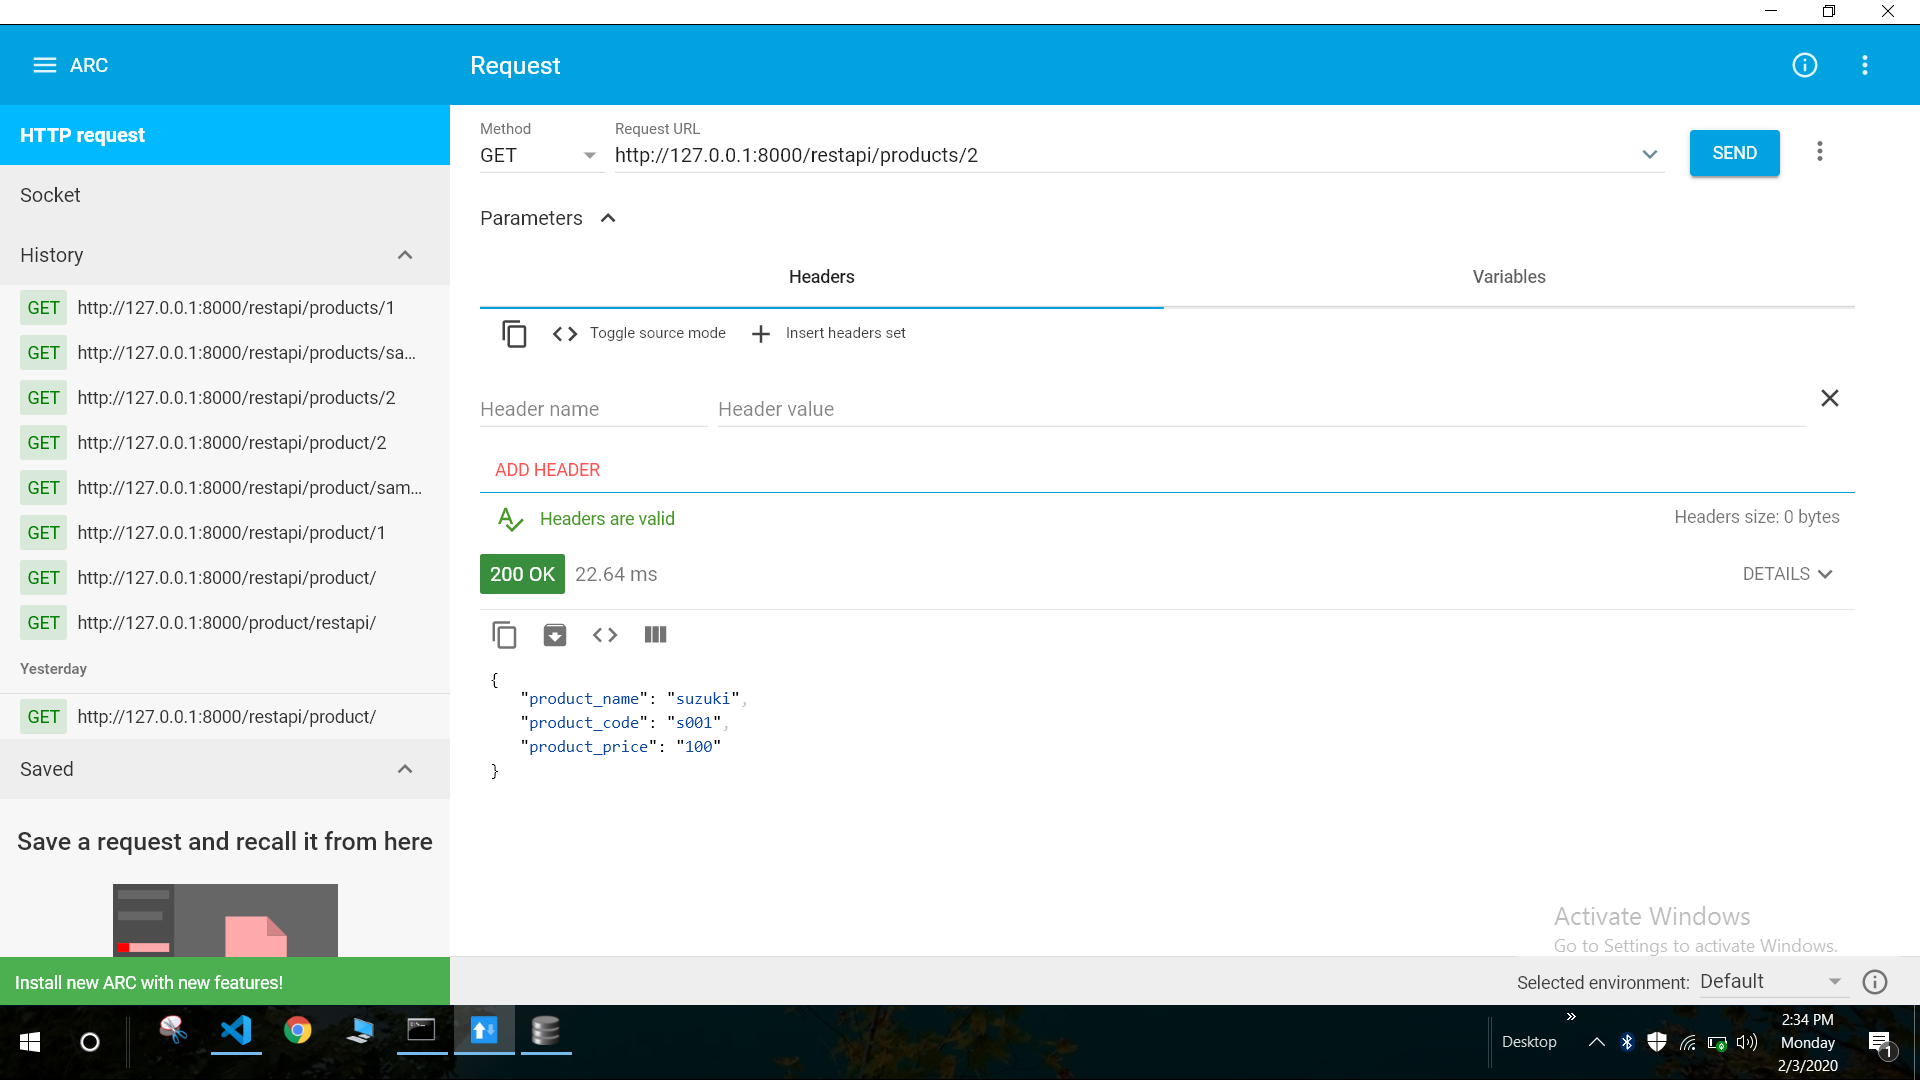 ARC
Request
HTTP request
Socket
History
GET http://127.0.0.1:8000/restapi/products/1
GET http://127.0.0.1:8000/restapi/products/sa...
GET http://127.0.0.1:8000/restapi/products/2
GET http://127.0.0.1:8000/restapi/product/2
GET http://127.0.0.1:8000/restapi/product/sam...
GET http://127.0.0.1:8000/restapi/product/1
GET http://127.0.0.1:8000/restapi/product/
GET http://127.0.0.1:8000/product/restapi/
Yesterday
GET http://127.0.0.1:8000/restapi/product/
Saved
Save a request and recall it from here
Install new ARC with new features!
Method
GET
Request URL
http://127.0.0.1:8000/restapi/products/2
SEND
Parameters
Headers Variables
Toggle source mode Insert headers set
Header name Header value
ADD HEADER
Headers are valid Headers size: 0 bytes
200 OK 22.64 ms DETAILS
{
"product_name": "suzuki",
"product_code": "s001",
"product_price": "100"
}
Activate Windows
Go to Settings to activate Windows.
Selected environment: Default
Desktop
2:34 PM
Monday
2/3/2020
1